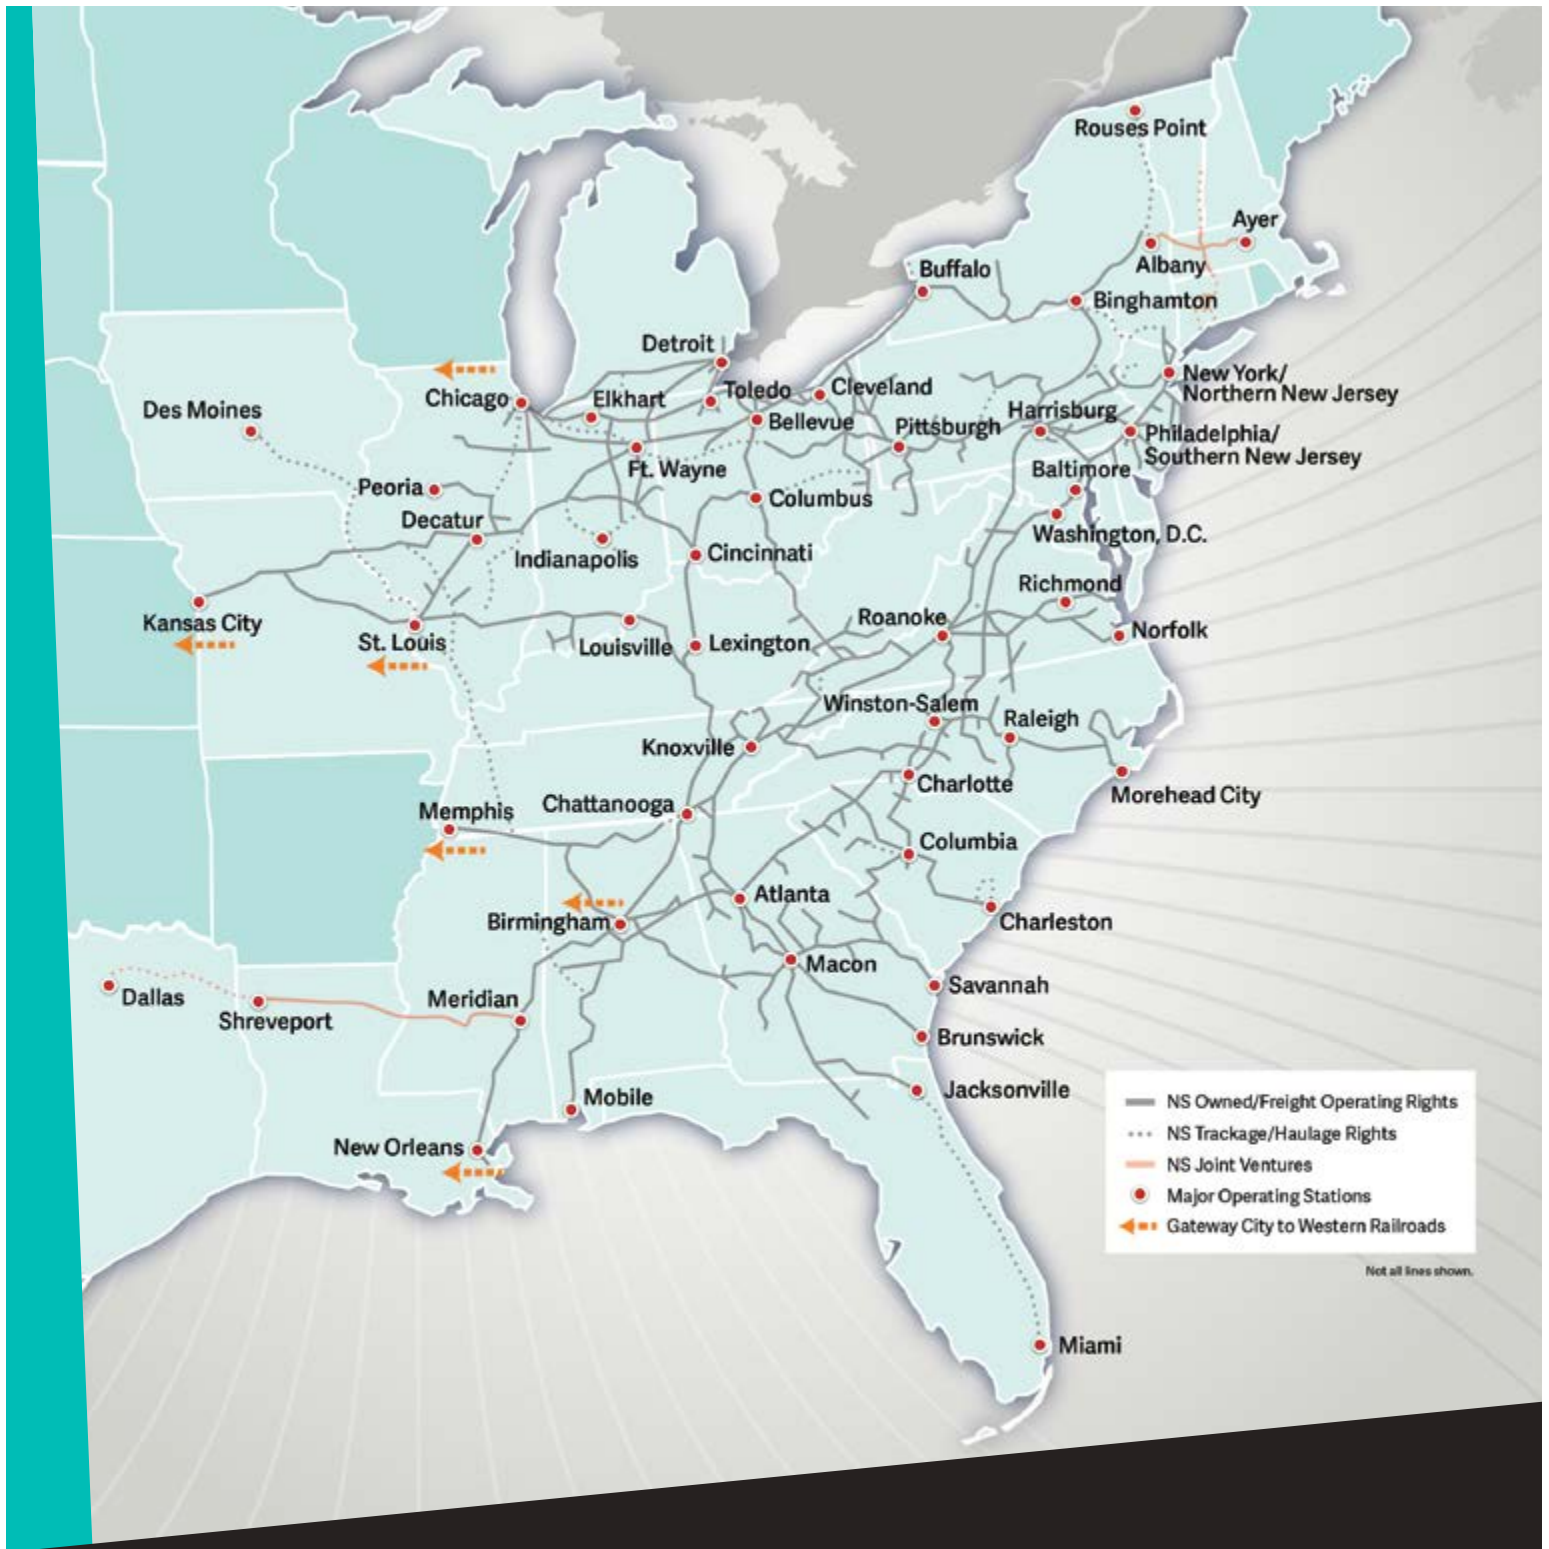 Rouses Point
Ayer
Albany
Buffalo
Binghamton
Detroit
New York/
Northern New Jersey
Chicago
Elkhart
Toledo
Cleveland
Des Moines
Bellevue
Pittsburgh
Harrisburg
Philadelphia/
Southern New Jersey
Ft. Wayne
Baltimore
Peoria
Columbus
Decatur
Washington, D.C.
Indianapolis
Cincinnati
Richmond
Kansas City
St. Louis
Louisville
Lexington
Roanoke
Norfolk
Winston-Salem
Raleigh
Knoxville
Charlotte
Morehead City
Memphis
Chattanooga
Columbia
Atlanta
Birmingham
Charleston
Macon
Dallas
Shreveport
Meridian
Savannah
Brunswick
Mobile
Jacksonville
New Orleans
NS Owned/Freight Operating Rights
NS Trackage/Haulage Rights
NS Joint Ventures
Major Operating Stations
Gateway City to Western Railroads
Not all lines shown.
Miami